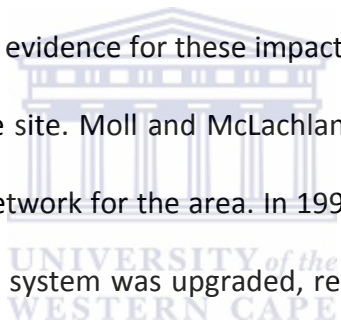 evidence for these impact
e site. Moll and McLachlan
etwork for the area. In 199
UNIVERSITY of the
system was upgraded, re
WESTERN CAPE